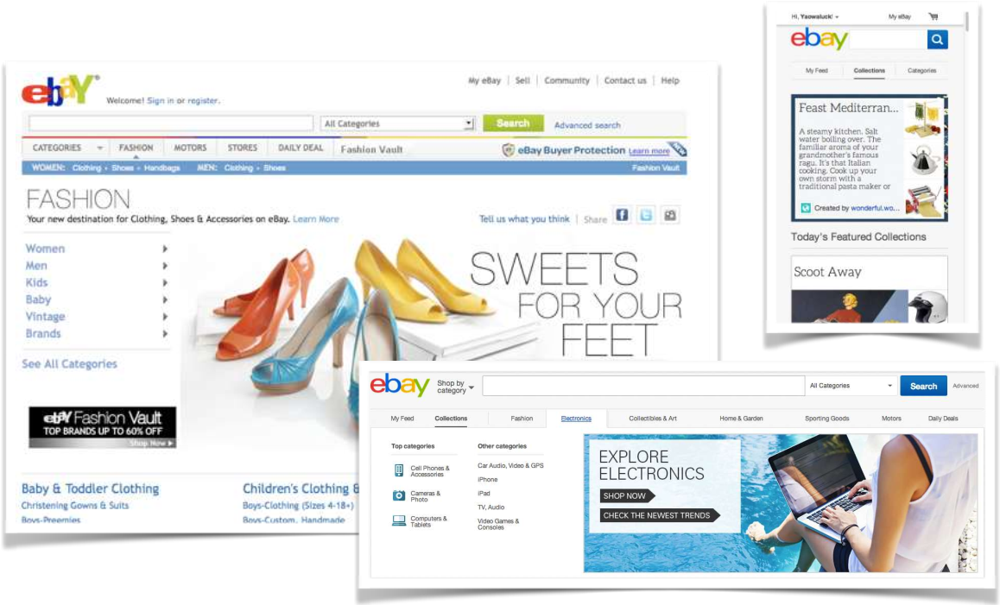 ebaY®
Welcome! Sign in or register.
My eBay | Sell | Community | Contact us | Help
All Categories
Search
Advanced search
CATEGORIES FASHION MOTORS STORES DAILY DEAL Fashion Vault
eBay Buyer Protection Learn more
WOMEN: Clothing • Shoes • Handbags MEN: Clothing • Shoes Fashion Vault
FASHION
Your new destination for Clothing, Shoes & Accessories on eBay. Learn More
Tell us what you think | Share
Women
Men
Kids
Baby
Vintage
Brands
See All Categories
SWEETS
FOR YOUR
FEET
ebaY Fashion Vault
TOP BRANDS UP TO 60% OFF
Shop Now
Baby & Toddler Clothing
Christening Gowns & Suits
Boys-Preemies
Children's Clothing &
Boys-Clothing (Sizes 4-18+)
Boys-Custom, Handmade
Hi, Yaowaluck!
My eBay
ebay
My Feed Collections Categories
Feast Mediterran...
A steamy kitchen. Salt
water boiling over. The
familiar aroma of your
grandmother's famous
ragu. It's that Italian
cooking. Cook up your
own storm with a
traditional pasta maker or
Created by wonderful.wo...
Today's Featured Collections
Scoot Away
ebay
Shop by
category
All Categories
Search
Advanced
My Feed Collections Fashion Electronics Collectibles & Art Home & Garden Sporting Goods Motors Daily Deals
Top categories
Cell Phones &
Accessories
Cameras &
Photo
Computers &
Tablets
Other categories
Car Audio, Video & GPS
iPhone
iPad
TV, Audio
Video Games &
Consoles
EXPLORE
ELECTRONICS
SHOP NOW
CHECK THE NEWEST TRENDS